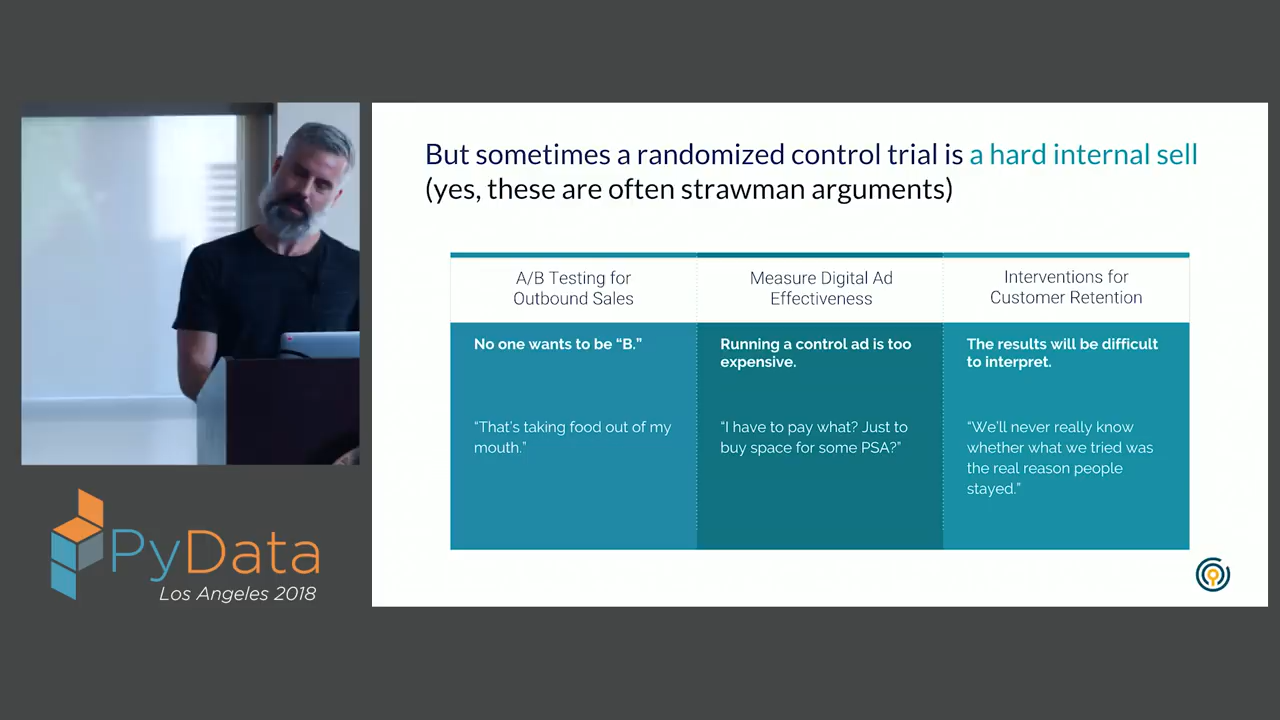 But sometimes a randomized control trial is a hard internal sell
(yes, these are often strawman arguments)
A/B Testing for
Outbound Sales
Measure Digital Ad
Effectiveness
Interventions for
Customer Retention
No one wants to be “B.”
Running a control ad is too
expensive.
The results will be difficult
to interpret.
“That’s taking food out of my
mouth.”
“I have to pay what? Just to
buy space for some PSA?”
“We’ll never really know
whether what we tried was
the real reason people
stayed.”
PyData
Los Angeles 2018